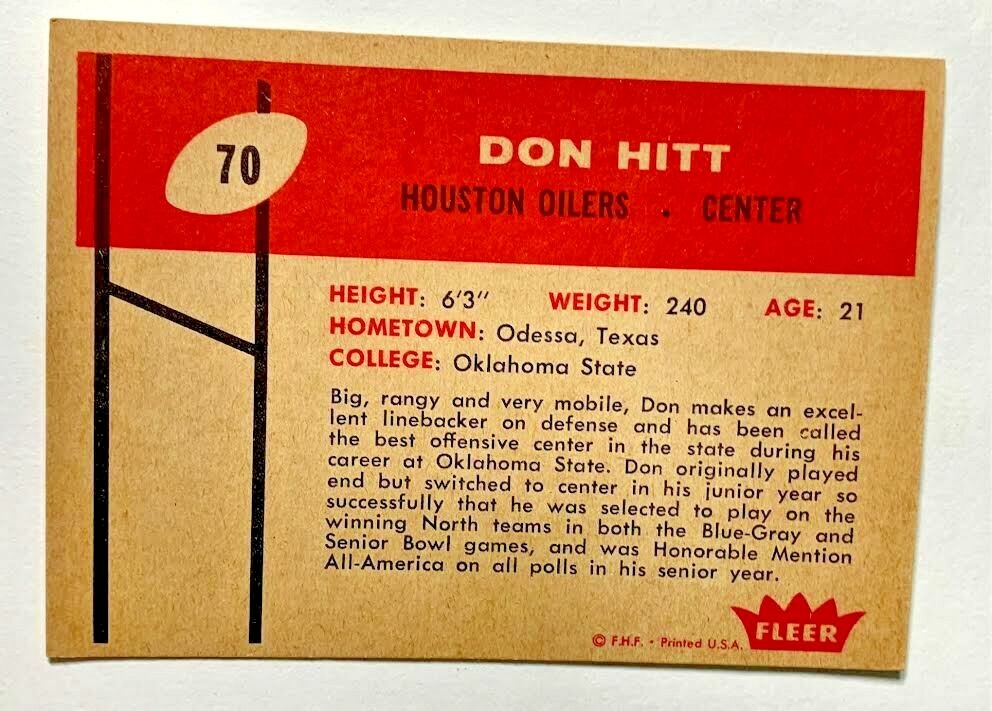 70
DON HITT
HOUSTON OILERS . CENTER
HEIGHT: 6'3" WEIGHT: 240 AGE: 21
HOMETOWN: Odessa, Texas
COLLEGE: Oklahoma State
Big, rangy and very mobile, Don makes an excel-
lent linebacker on defense and has been called
the best offensive center in the state during his
career at Oklahoma State. Don originally played
end but switched to center in his junior year so
successfully that he was selected to play on the
winning North teams in both the Blue-Gray and
Senior Bowl games, and was Honorable Mention
All-America on all polls in his senior year.
© F.H.F. • Printed U.S.A.
FLEER